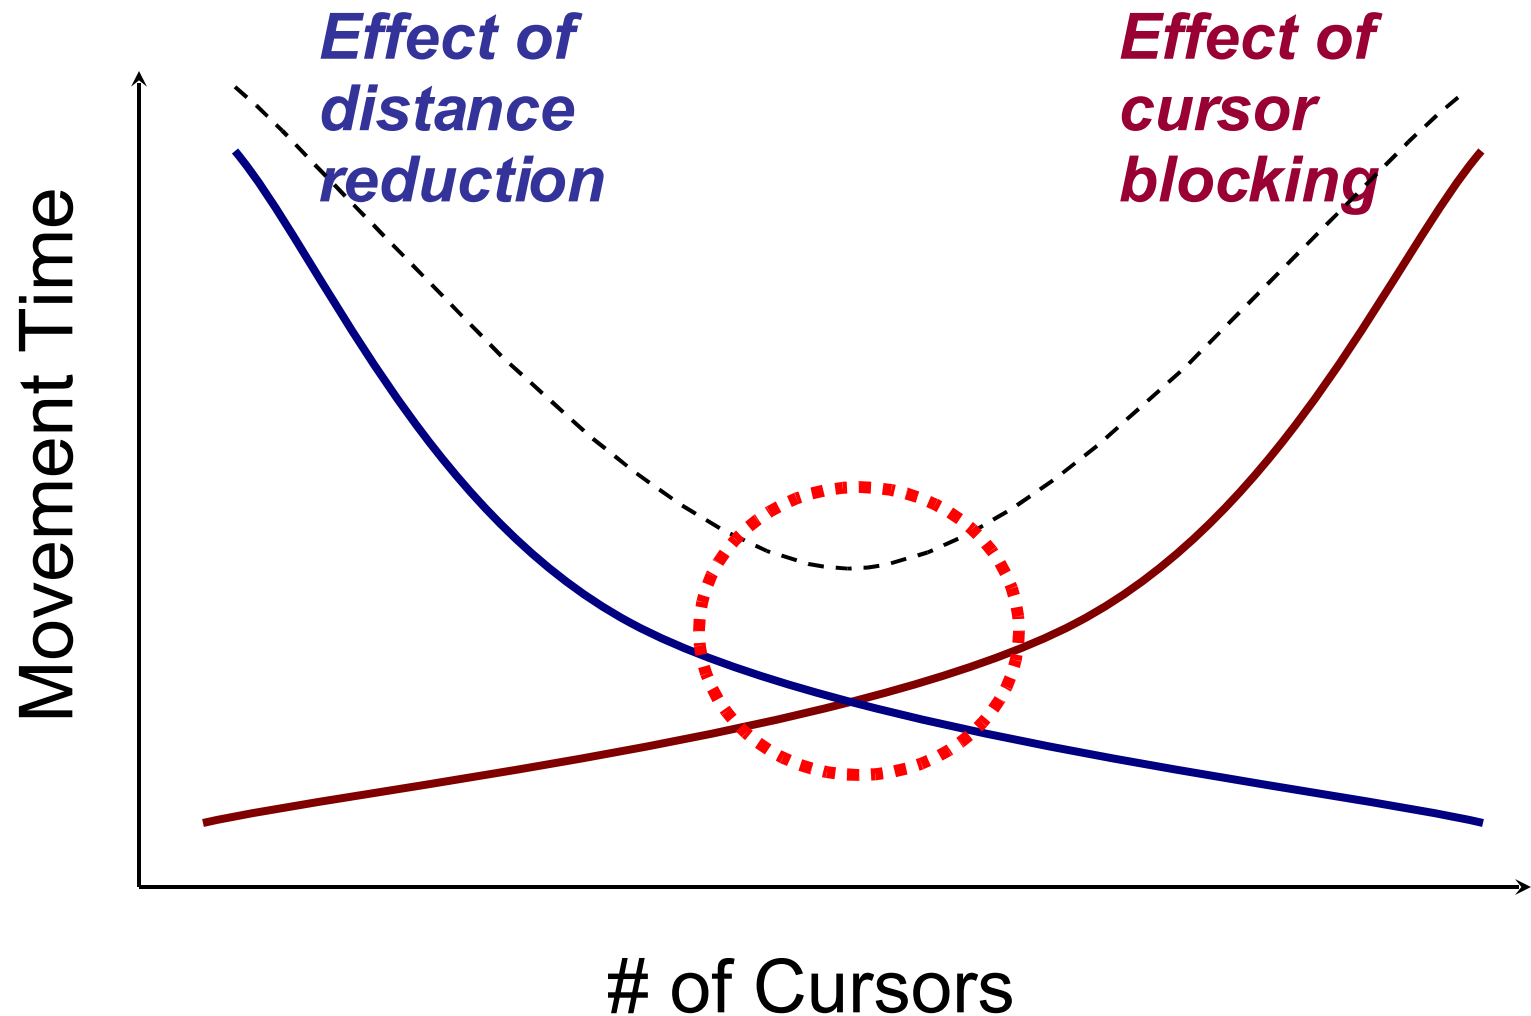 Effect of
distance
reduction
Effect of
cursor
blocking
Movement Time
# of Cursors